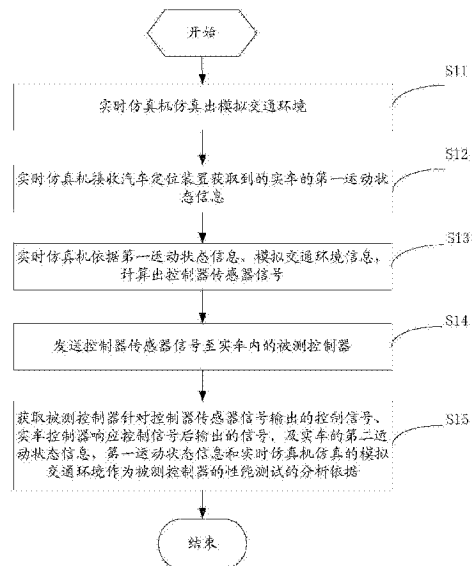 开始
S11
实时仿真机仿真出模拟交通环境
S12
实时仿真机接收汽车定位装置获取到的实车的第一运动状
态信息
S13
实时仿真机依据第一运动状态信息、模拟交通环境信息，
计算出控制器传感器信号
S14
发送控制器传感器信号至实车内的被测控制器
S15
获取被测控制器针对控制器传感器信号输出的控制信号、
实车控制器响应控制信号后输出的信号，及实车的第二运
动状态信息，第一运动状态信息和实时仿真机仿真的模拟
交通环境作为被测控制器的性能测试的分析依据
结束